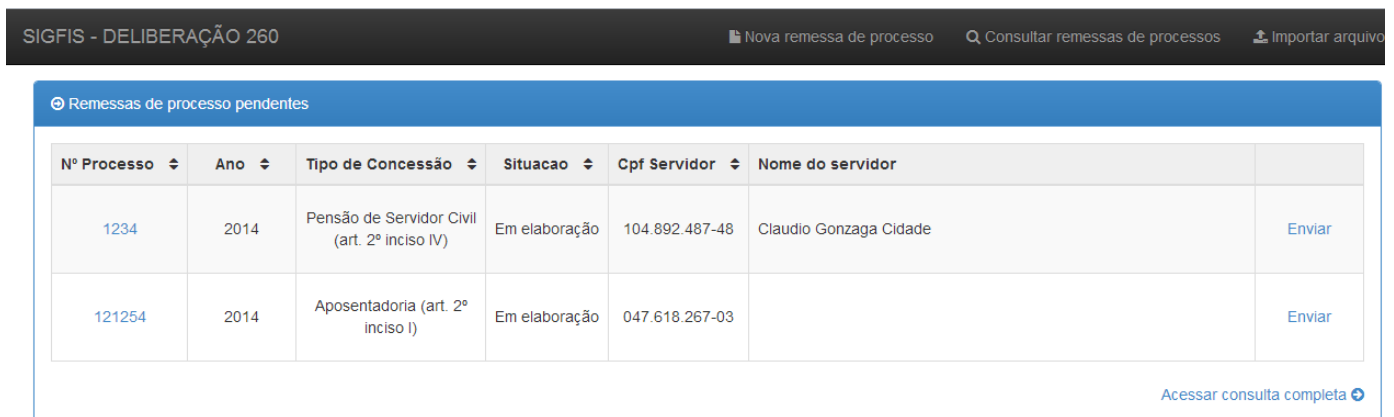 SIGFIS - DELIBERAÇÃO 260 Nova remessa de processo Consultar remessas de processos Importar arquivo
Remessas de processo pendentes
Nº Processo Ano Tipo de Concessão Situacao Cpf Servidor Nome do servidor
1234 2014 Pensão de Servidor Civil (art. 2º inciso IV) Em elaboração 104.892.487-48 Claudio Gonzaga Cidade Enviar
121254 2014 Aposentadoria (art. 2º inciso I) Em elaboração 047.618.267-03 Enviar
Acessar consulta completa